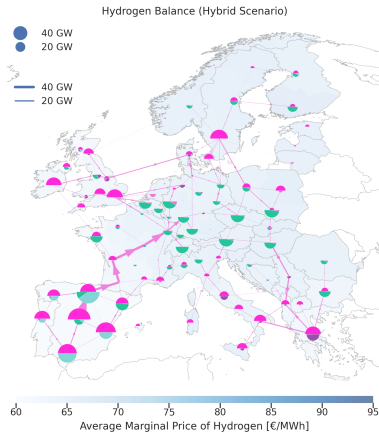 Hydrogen Balance (Hybrid Scenario)
40 GW
20 GW
40 GW
20 GW
60 65 70 75 80 85 90 95
Average Marginal Price of Hydrogen [€/MWh]